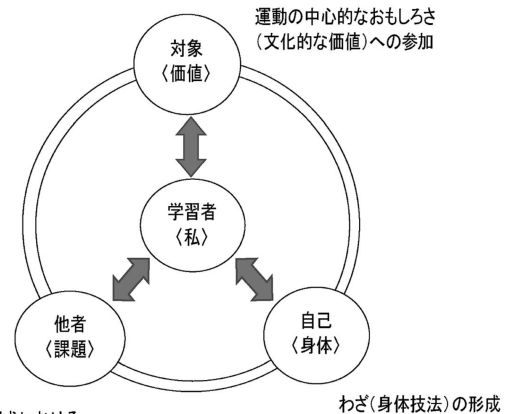 運動の中心的なおもしろさ
(文化的な価値)への参加
対象
〈価値〉
学習者
〈私〉
他者
〈課題〉
自己
〈身体〉
わざ(身体技法)の形成